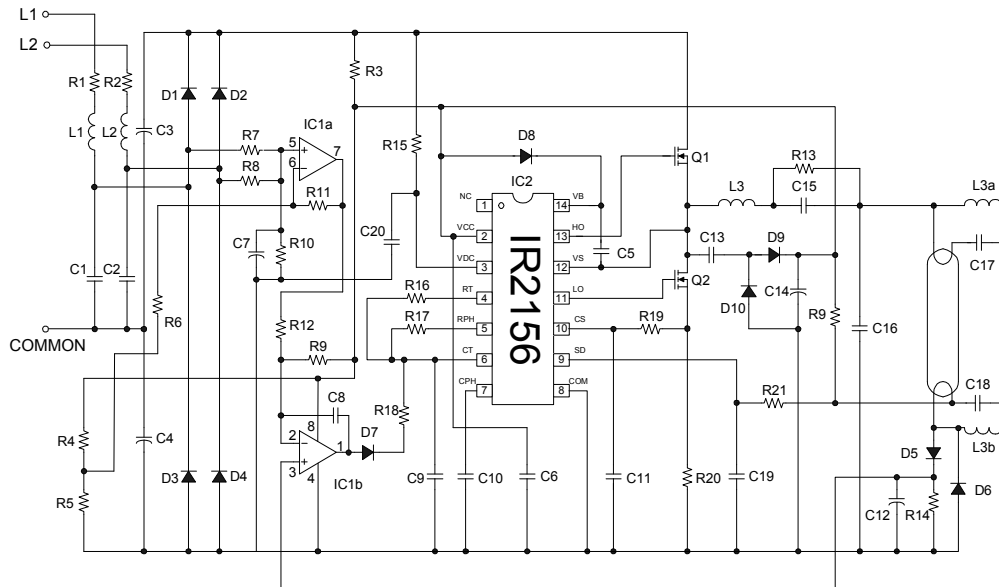 L1
L2
R1
R2
D1
D2
R3
L1
L2
C3
R7
R8
IC1a
5
6
7
R11
R15
D8
Q1
R13
IC2
IR2156
NC
1
VCC
2
VDC
3
RT
4
RPH
5
CT
6
CPH
7
14
VB
13
HO
12
VS
11
LO
10
CS
9
SD
8
COM
L3
C15
L3a
C7
R10
C20
C5
C13
D9
C17
C1
C2
R6
R16
Q2
D10
C14
R9
C16
COMMON
R12
R17
R19
R9
C8
R18
R21
C18
L3b
R4
C4
2
3
8
4
1
D7
IC1b
D5
D6
R5
D3
D4
C9
C10
C6
C11
R20
C19
C12
R14